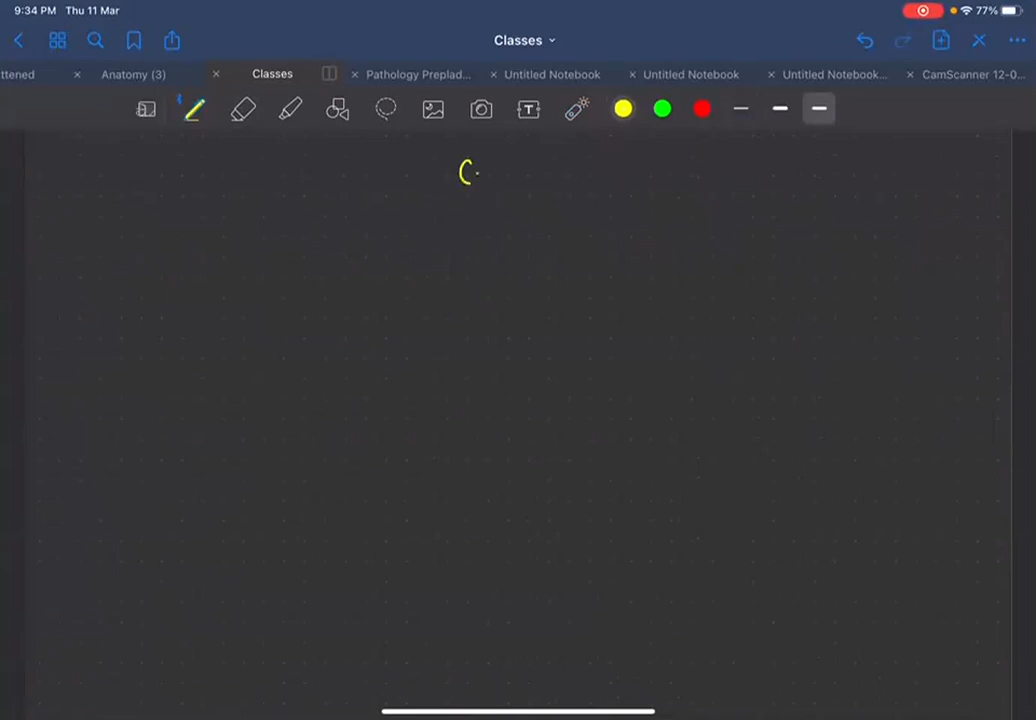 9:34 PM Thu 11 Mar 77%
Classes
ttened Anatomy (3) Classes Pathology Preplad... Untitled Notebook Untitled Notebook Untitled Notebook... CamScanner 12-0...
T
C